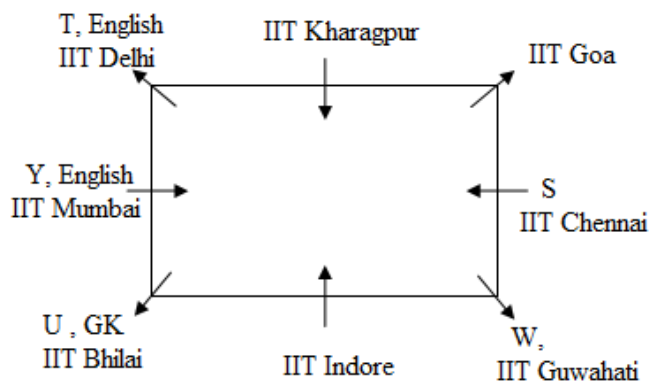 T, English
IIT Delhi
IIT Kharagpur
IIT Goa
Y, English
IIT Mumbai
S
IIT Chennai
U , GK
IIT Bhilai
IIT Indore
W,
IIT Guwahati